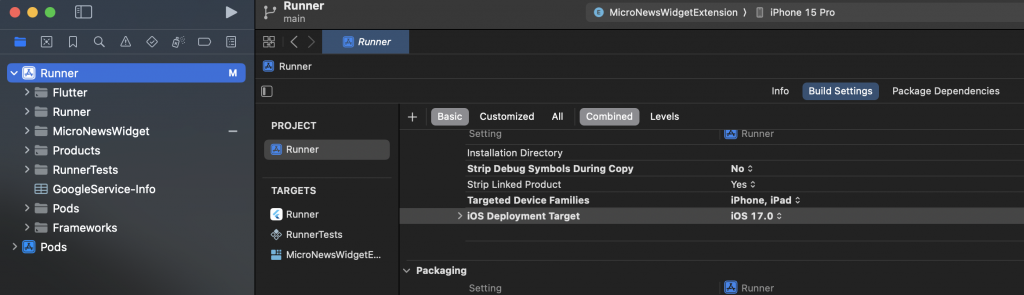 Runner
main
MicroNewsWidgetExtension 〉 iPhone 15 Pro
Runner
Runner M
Flutter
Runner
MicroNewsWidget
Products
RunnerTests
GoogleService-Info
Pods
Frameworks
Pods
Runner
Info Build Settings Package Dependencies
PROJECT
Runner
TARGETS
Runner
RunnerTests
MicroNewsWidgetE...
+ Basic Customized All Combined Levels
Setting Runner
Installation Directory
Strip Debug Symbols During Copy No
Strip Linked Product Yes
Targeted Device Families iPhone, iPad
iOS Deployment Target iOS 17.0
Packaging
Setting Runner